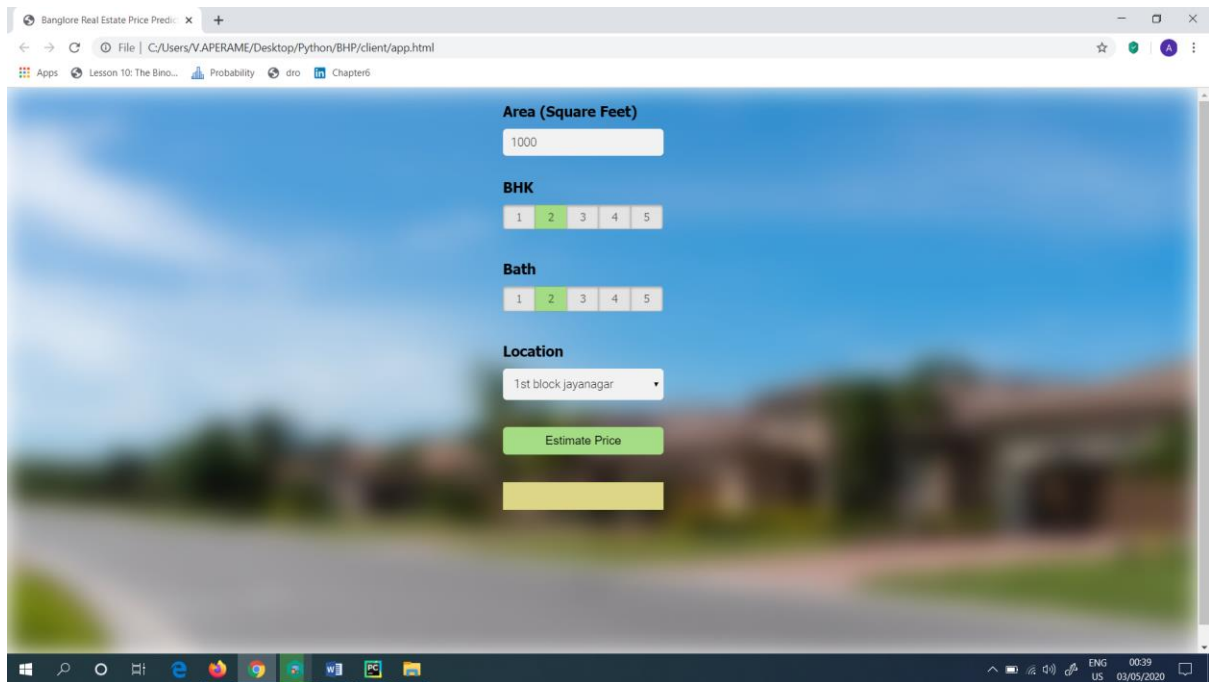 Banglore Real Estate Price Predic
File | C:/Users/V.APERAME/Desktop/Python/BHP/client/app.html
A
Apps Lesson 10: The Bino... Probability dro in Chapter6
Area (Square Feet)
1000
BHK
1 2 3 4 5
Bath
1 2 3 4 5
Location
1st block jayanagar
Estimate Price
W PC
ENG 00:39
US 03/05/2020